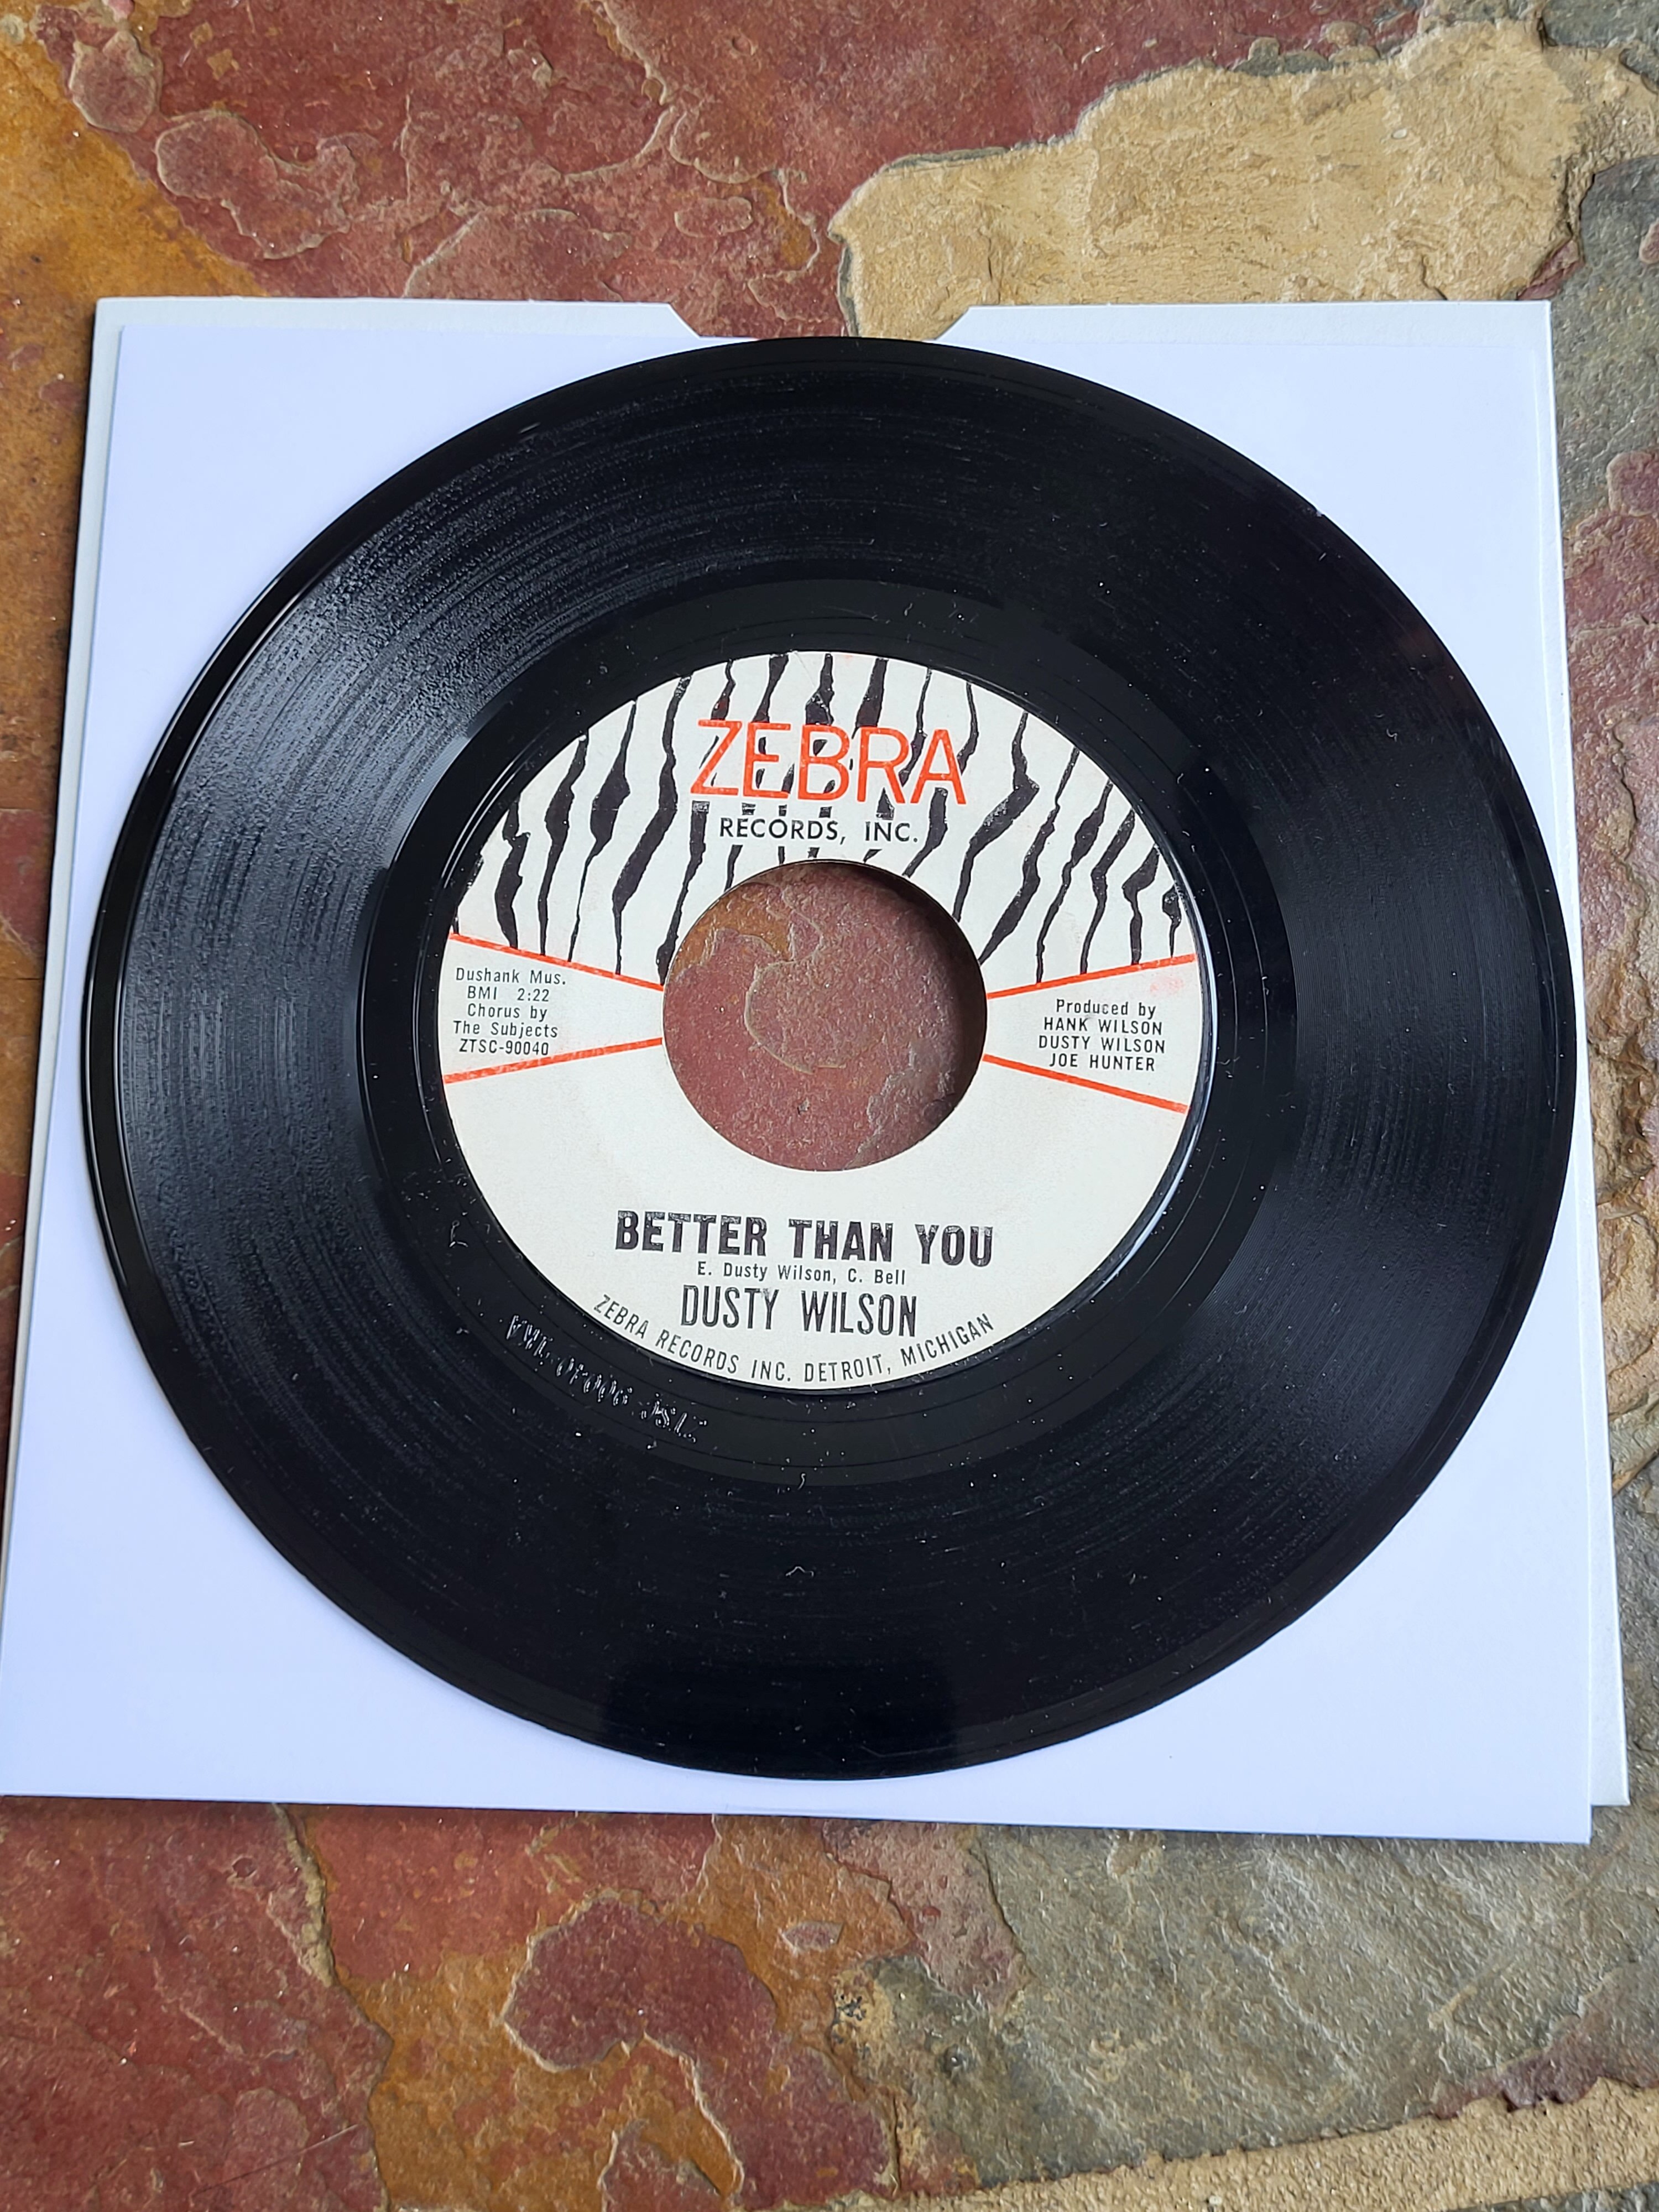 ZEBRA
RECORDS, INC.
Dushank Mus.
BMI 2:22
Chorus by
The Subjects
ZTSC-90040
Produced by
HANK WILSON
DUSTY WILSON
JOE HUNTER
BETTER THAN YOU
E. Dusty Wilson, C. Bell
DUSTY WILSON
ZEBRA RECORDS INC. DETROIT, MICHIGAN